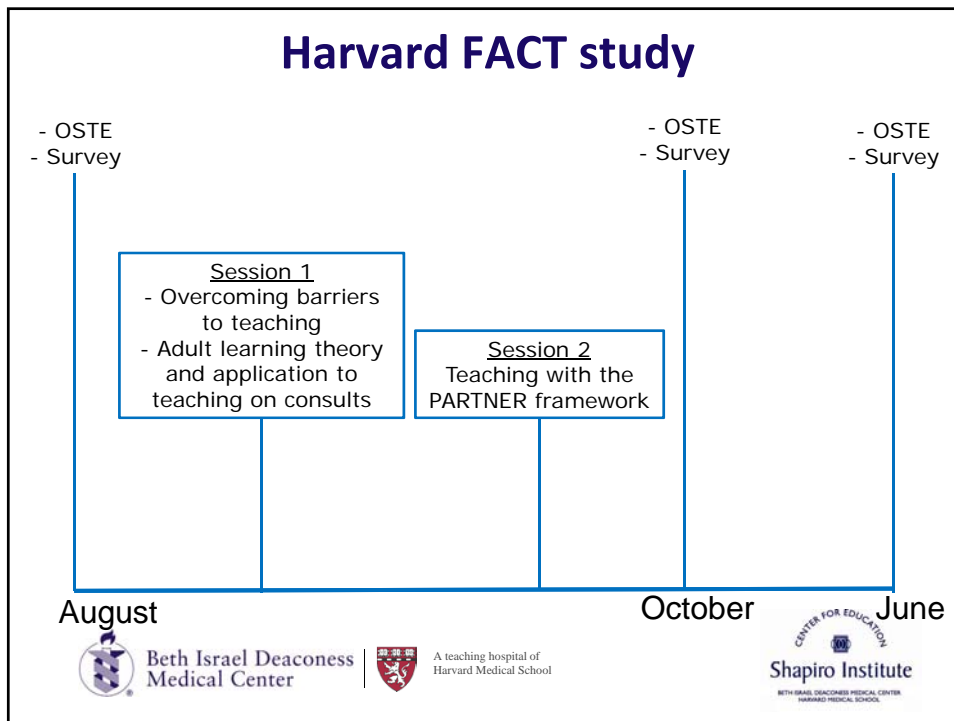 Harvard FACT study
- OSTE
- Survey
- OSTE
- Survey
- OSTE
- Survey
Session 1
- Overcoming barriers
to teaching
- Adult learning theory
and application to
teaching on consults
Session 2
Teaching with the
PARTNER framework
August
October
June
Beth Israel Deaconess
Medical Center
A teaching hospital of
Harvard Medical School
CENTER FOR EDUCATION
Shapiro Institute
BETH ISRAEL DEACONESS MEDICAL CENTER
HARVARD MEDICAL SCHOOL